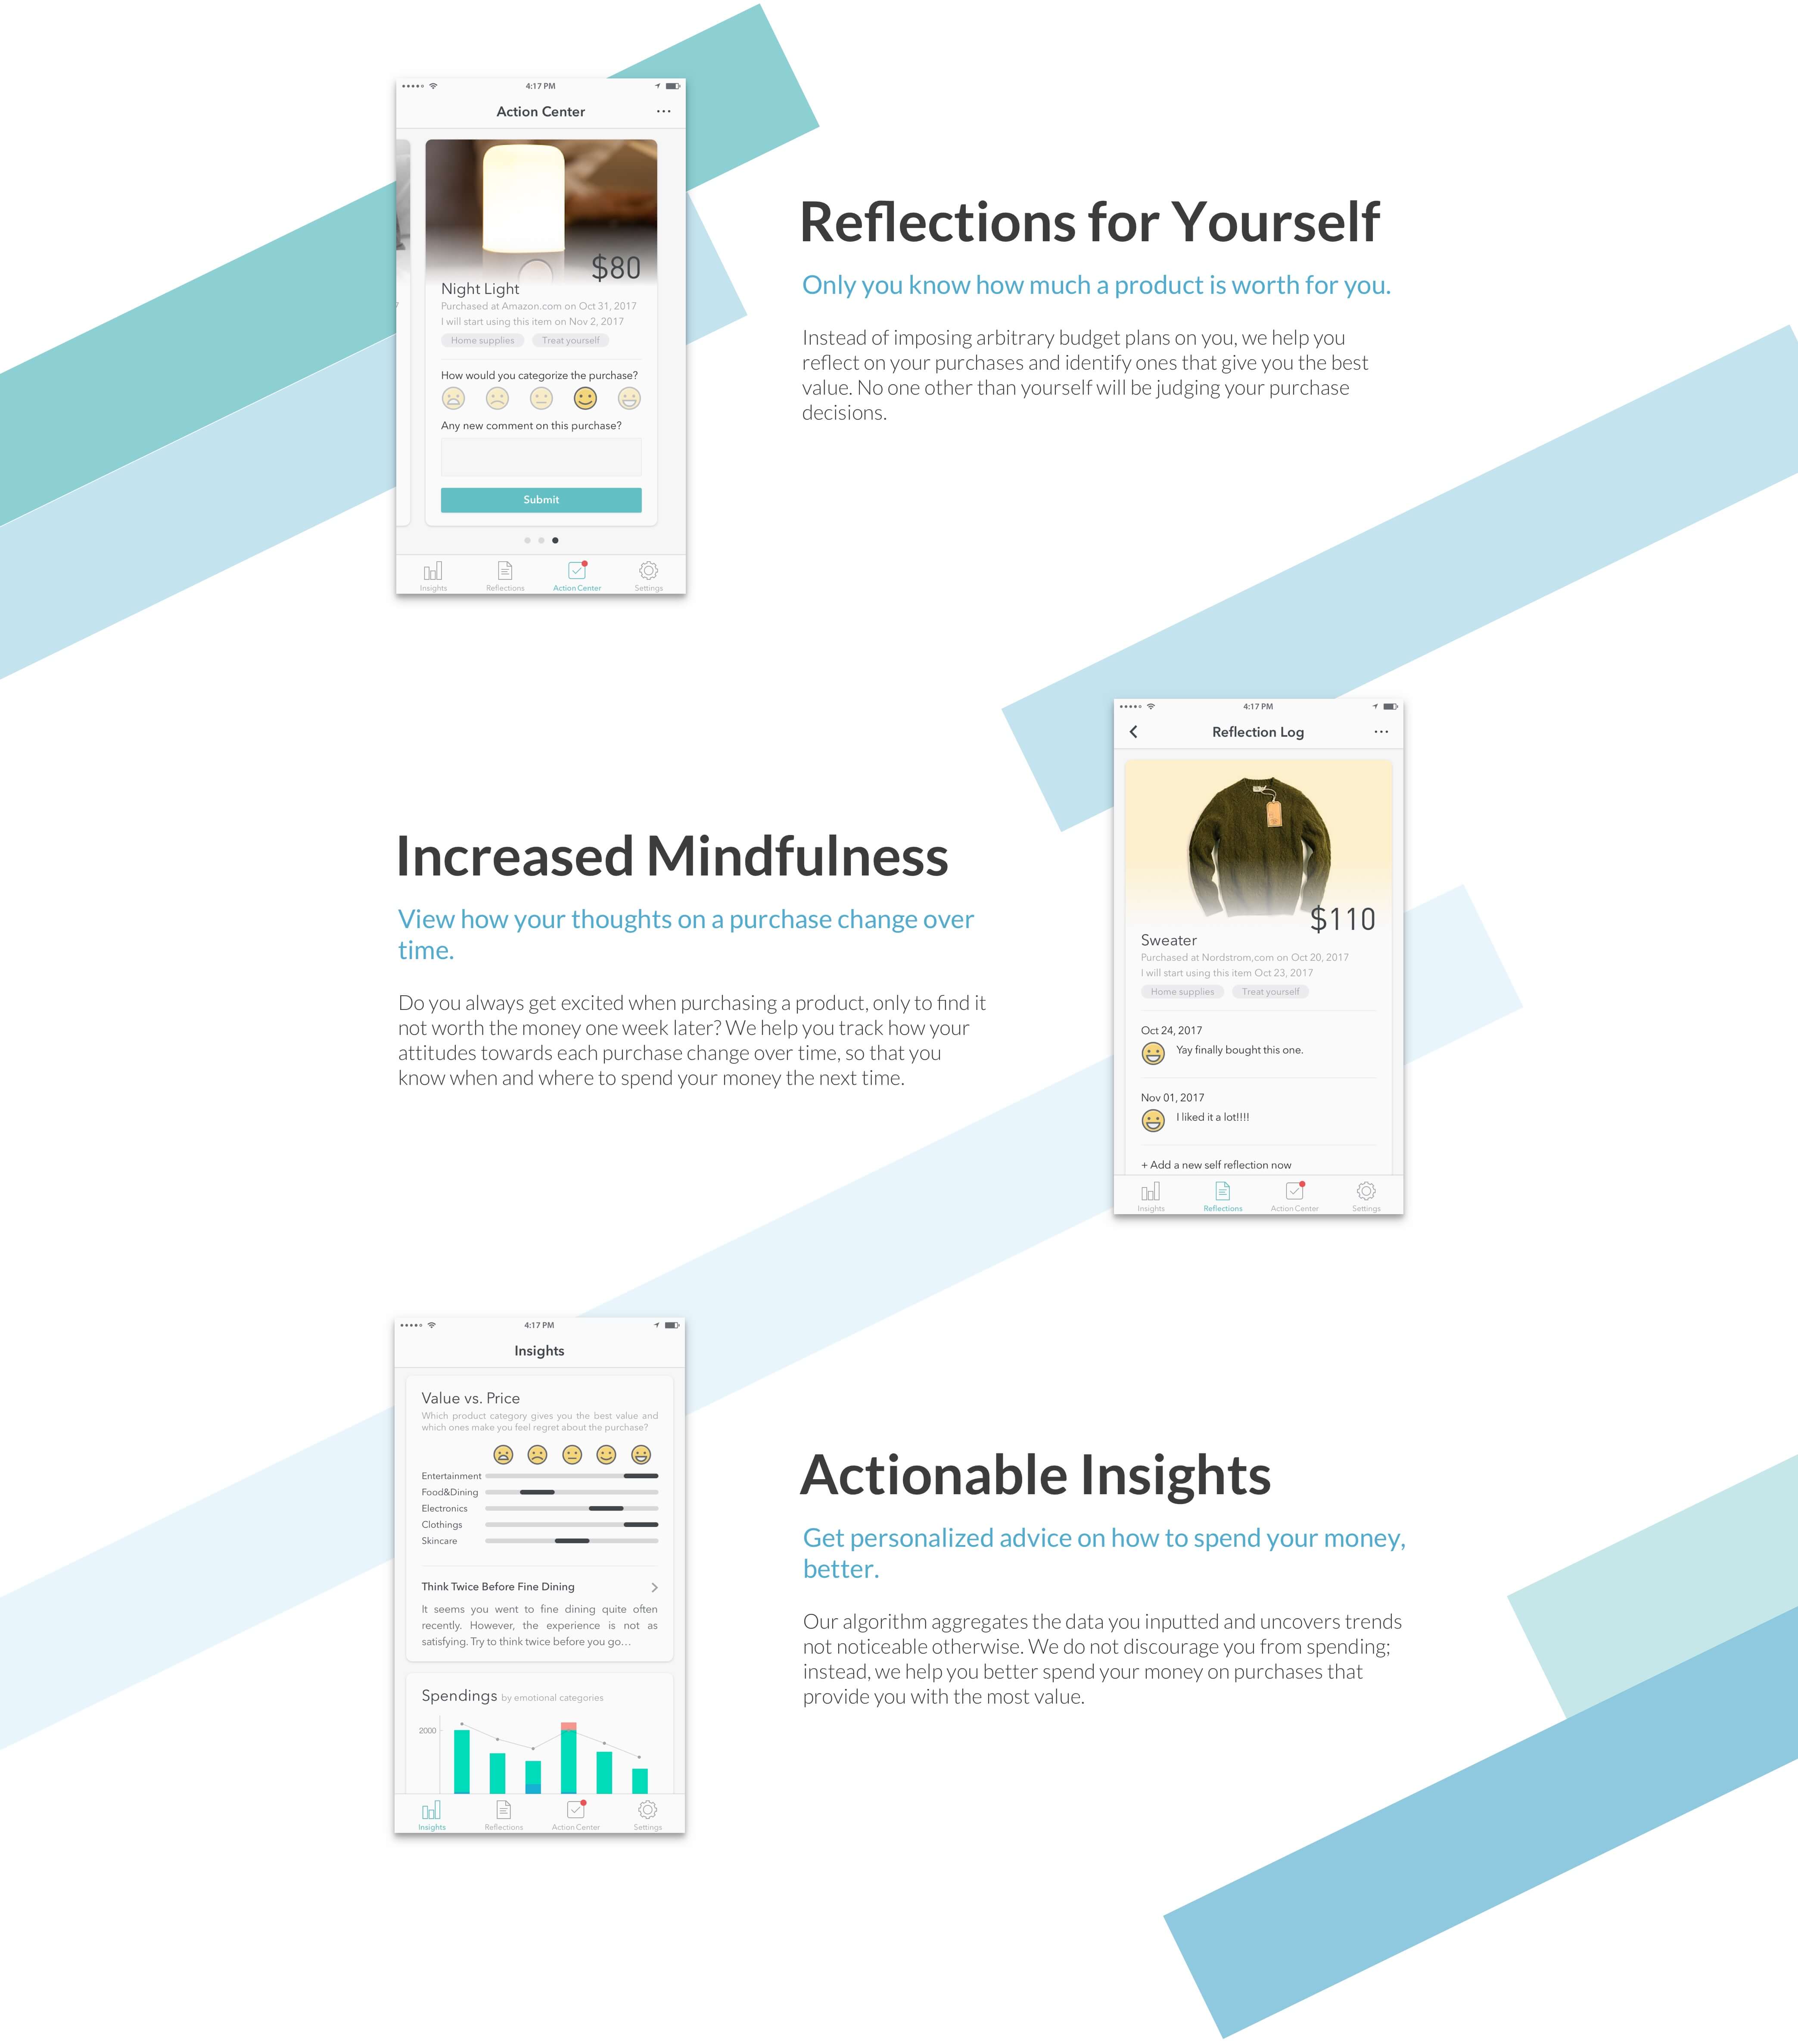 4:17 PM
Action Center
$80
Night Light
Purchased at Amazon.com on Oct 31, 2017
I will start using this item on Nov 2, 2017
Home supplies Treat yourself
How would you categorize the purchase?
Any new comment on this purchase?
Submit
Insights Reflections Action Center Settings
Reflections for Yourself
Only you know how much a product is worth for you.
Instead of imposing arbitrary budget plans on you, we help you
reflect on your purchases and identify ones that give you the best
value. No one other than yourself will be judging your purchase
decisions.
Increased Mindfulness
View how your thoughts on a purchase change over
time.
Do you always get excited when purchasing a product, only to find it
not worth the money one week later? We help you track how your
attitudes towards each purchase change over time, so that you
know when and where to spend your money the next time.
4:17 PM
Reflection Log
$110
Sweater
Purchased at Nordstrom,com on Oct 20, 2017
I will start using this item Oct 23, 2017
Home supplies Treat yourself
Oct 24, 2017
Yay finally bought this one.
Nov 01, 2017
I liked it a lot!!!!
+ Add a new self reflection now
Insights Reflections Action Center Settings
4:17 PM
Insights
Value vs. Price
Which product category gives you the best value and
which ones make you feel regret about the purchase?
Entertainment
Food&Dining
Electronics
Clothings
Skincare
Think Twice Before Fine Dining
It seems you went to fine dining quite often
recently. However, the experience is not as
satisfying. Try to think twice before you go...
Spendings by emotional categories
2000
Insights Reflections Action Center Settings
Actionable Insights
Get personalized advice on how to spend your money,
better.
Our algorithm aggregates the data you inputted and uncovers trends
not noticeable otherwise. We do not discourage you from spending;
instead, we help you better spend your money on purchases that
provide you with the most value.